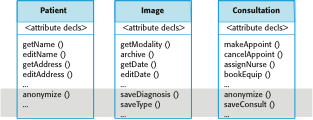 Patient
<attribute decls>
getName ()
editName ()
getAddress ()
editAddress ()
...
anonymize ()
...
Image
<attribute decls>
getModality ()
archive ()
getDate ()
editDate ()
...
saveDiagnosis ()
saveType ()
Consultation
<attribute decls>
makeAppoint ()
cancelAppoint ()
assignNurse ()
bookEquip ()
...
anonymize ()
saveConsult ()
...